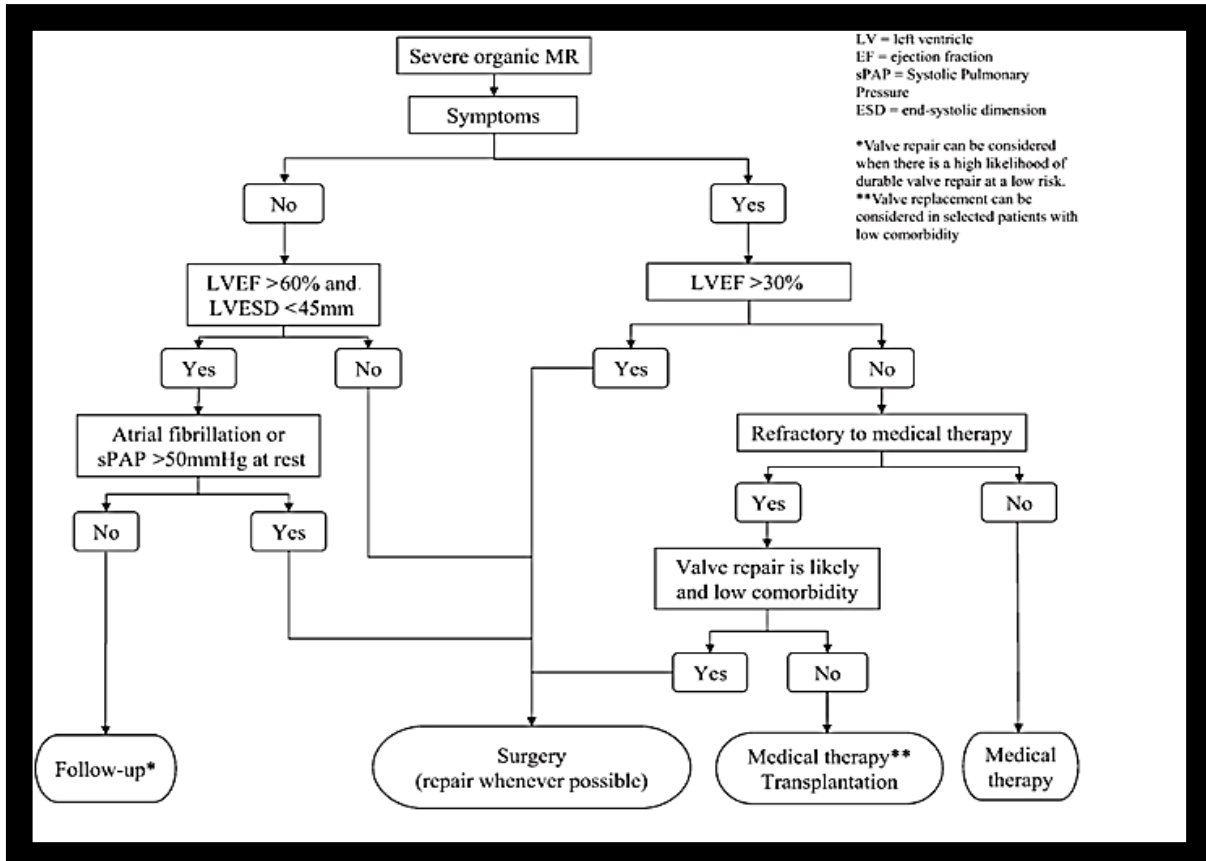 Severe organic MR
Symptoms
LV = left ventricle
EF = ejection fraction
sPAP = Systolic Pulmonary
Pressure
ESD = end-systolic dimension
*Valve repair can be considered
when there is a high likelihood of
durable valve repair at a low risk.
**Valve replacement can be
considered in selected patients with
low comorbidity
No
Yes
LVEF >60% and.
LVESD <45mm
LVEF >30%
Yes
No
Yes
No
Atrial fibrillation or
sPAP >50mmHg at rest
Refractory to medical therapy
No
Yes
Yes
No
Valve repair is likely
and low comorbidity
Yes
No
Follow-up*
Surgery
(repair whenever possible)
Medical therapy**
Transplantation
Medical
therapy